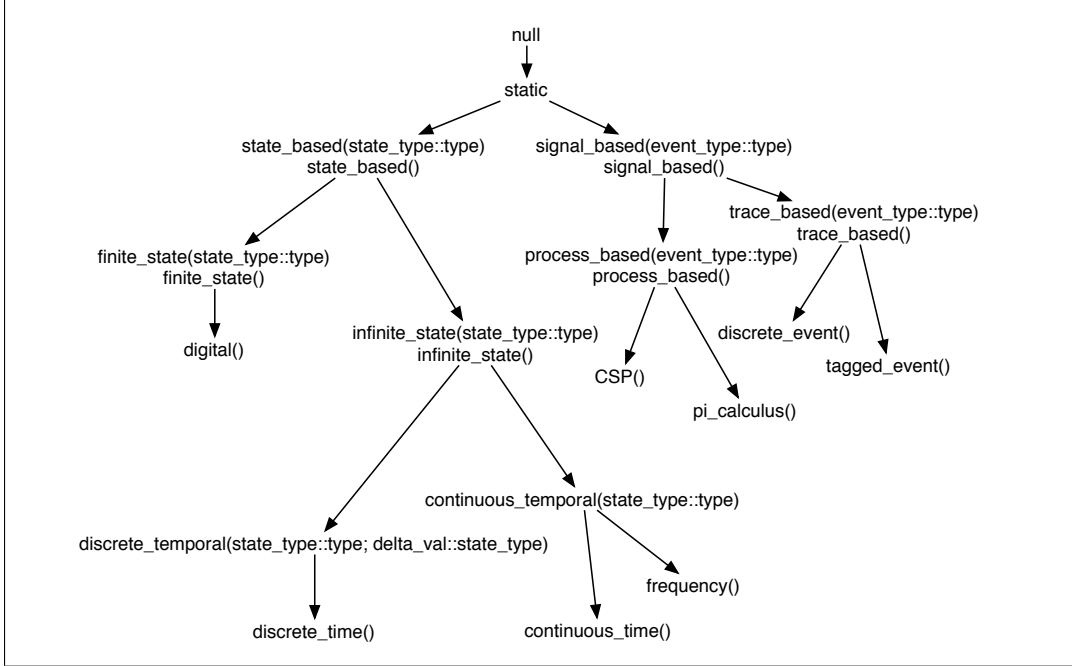 null
static
state_based(state_type::type)
state_based()
signal_based(event_type::type)
signal_based()
trace_based(event_type::type)
trace_based()
finite_state(state_type::type)
finite_state()
process_based(event_type::type)
process_based()
digital()
infinite_state(state_type::type)
infinite_state()
discrete_event()
tagged_event()
CSP()
pi_calculus()
continuous_temporal(state_type::type)
discrete_temporal(state_type::type; delta_val::state_type)
frequency()
discrete_time()
continuous_time()